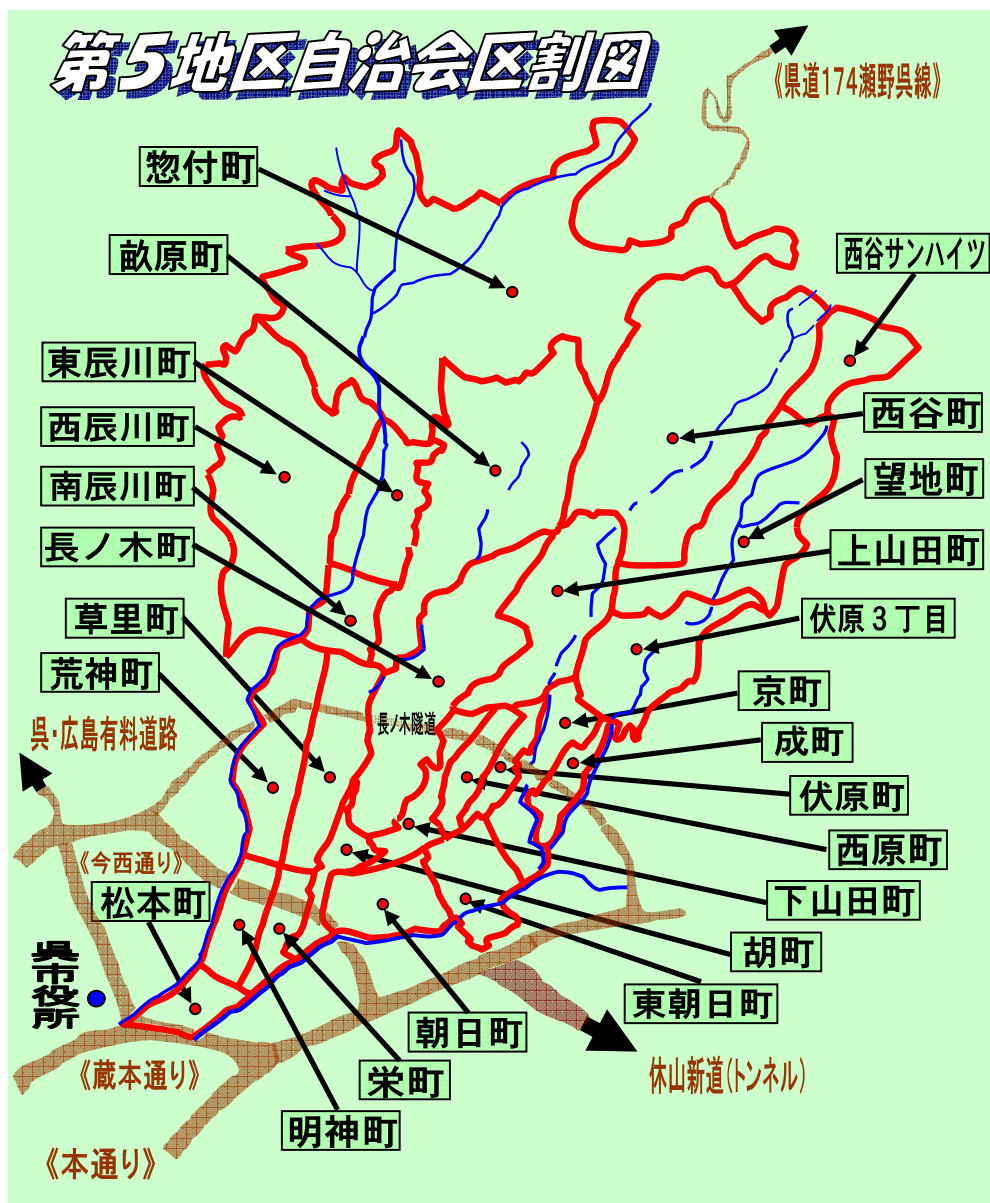 第5地区自治会区割図
《県道174瀬野呉線》
惣付町
畝原町
西谷サンハイツ
東辰川町
西辰川町
西谷町
南辰川町
望地町
長ノ木町
上山田町
草里町
伏原3丁目
荒神町
京町
呉・広島有料道路
長ノ木隧道
成町
伏原町
西原町
《今西通り》
松本町
下山田町
胡町
呉市役所
東朝日町
朝日町
《蔵本通り》
栄町
休山新道(トンネル)
明神町
《本通り》